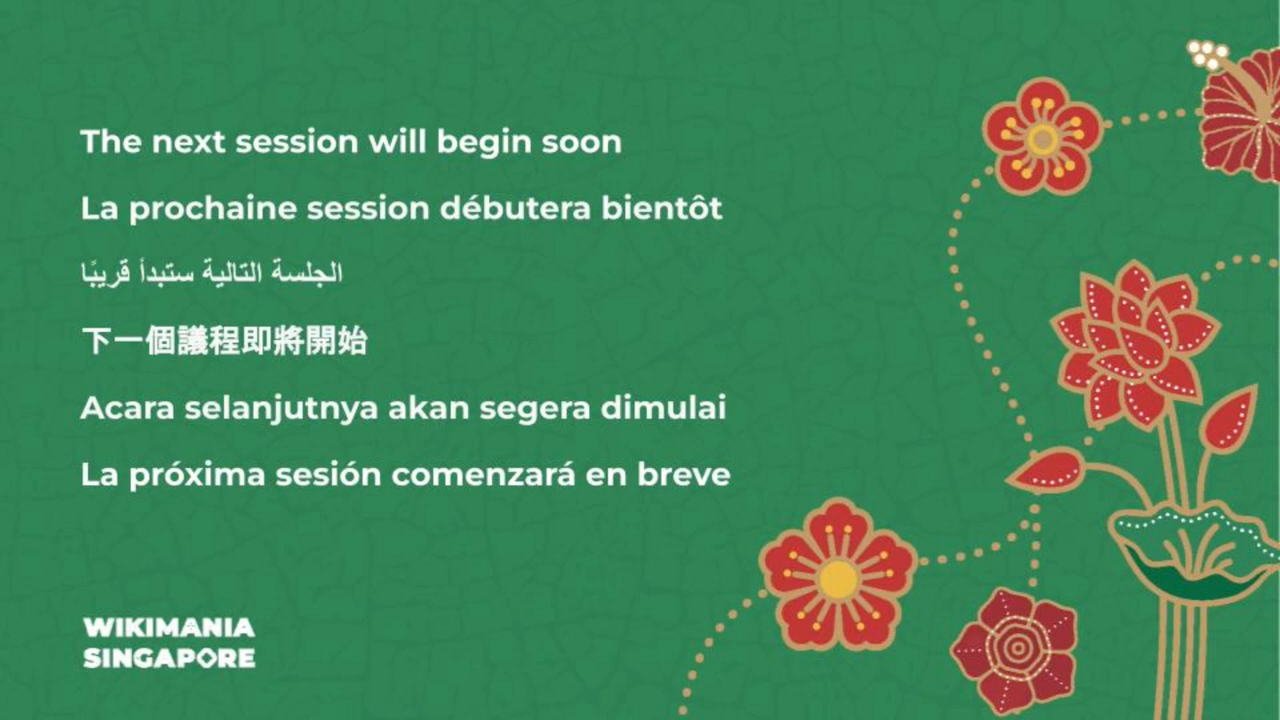 The next session will begin soon
La prochaine session débutera bientôt
الجلسة التالية ستبدأ قريبًا
下一個議程即將開始
Acara selanjutnya akan segera dimulai
La próxima sesión comenzará en breve
WIKIMANIA
SINGAPORE